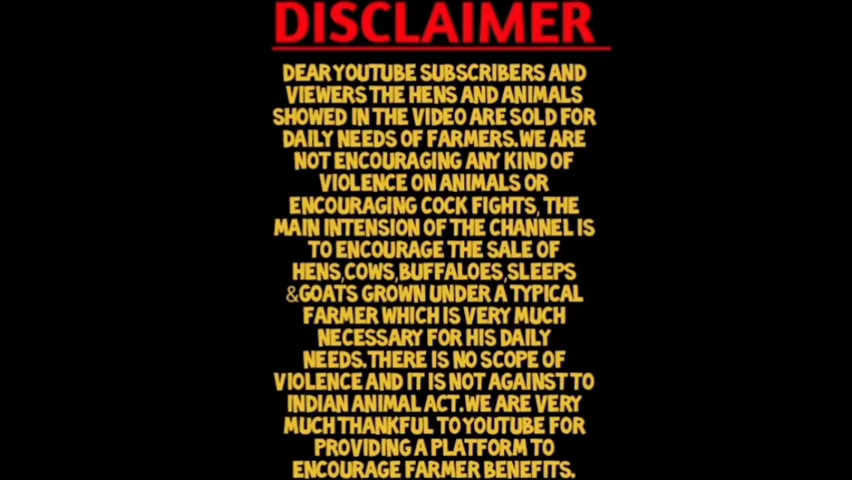 DISCLAIMER
DEAR YOUTUBE SUBSCRIBERS AND
VIEWERS THE HENS AND ANIMALS
SHOWED IN THE VIDEO ARE SOLD FOR
DAILY NEEDS OF FARMERS.WE ARE
NOT ENCOURAGING ANY KIND OF
VIOLENCE ON ANIMALS OR
ENCOURAGING COCK FIGHTS, THE
MAIN INTENSION OF THE CHANNEL IS
TO ENCOURAGE THE SALE OF
HENS,COWS,BUFFALOES,SLEEPS
&GOATS GROWN UNDER A TYPICAL
FARMER WHICH IS VERY MUCH
NECESSARY FOR HIS DAILY
NEEDS.THERE IS NO SCOPE OF
VIOLENCE AND IT IS NOT AGAINST TO
INDIAN ANIMAL ACT.WE ARE VERY
MUCH THANKFUL TO YOUTUBE FOR
PROVIDING A PLATFORM TO
ENCOURAGE FARMER BENEFITS.